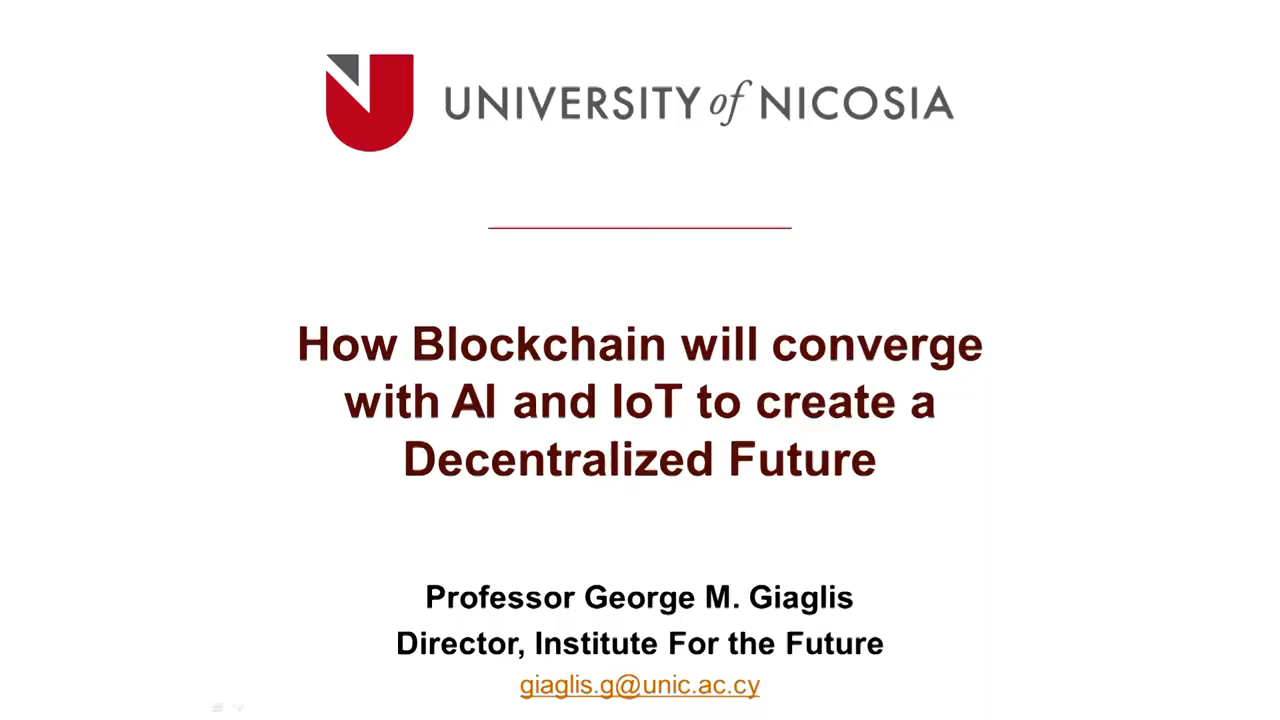 UNIVERSITY of NICOSIA
How Blockchain will converge
with AI and IoT to create a
Decentralized Future
Professor George M. Giaglis
Director, Institute For the Future
giaglis.g@unic.ac.cy